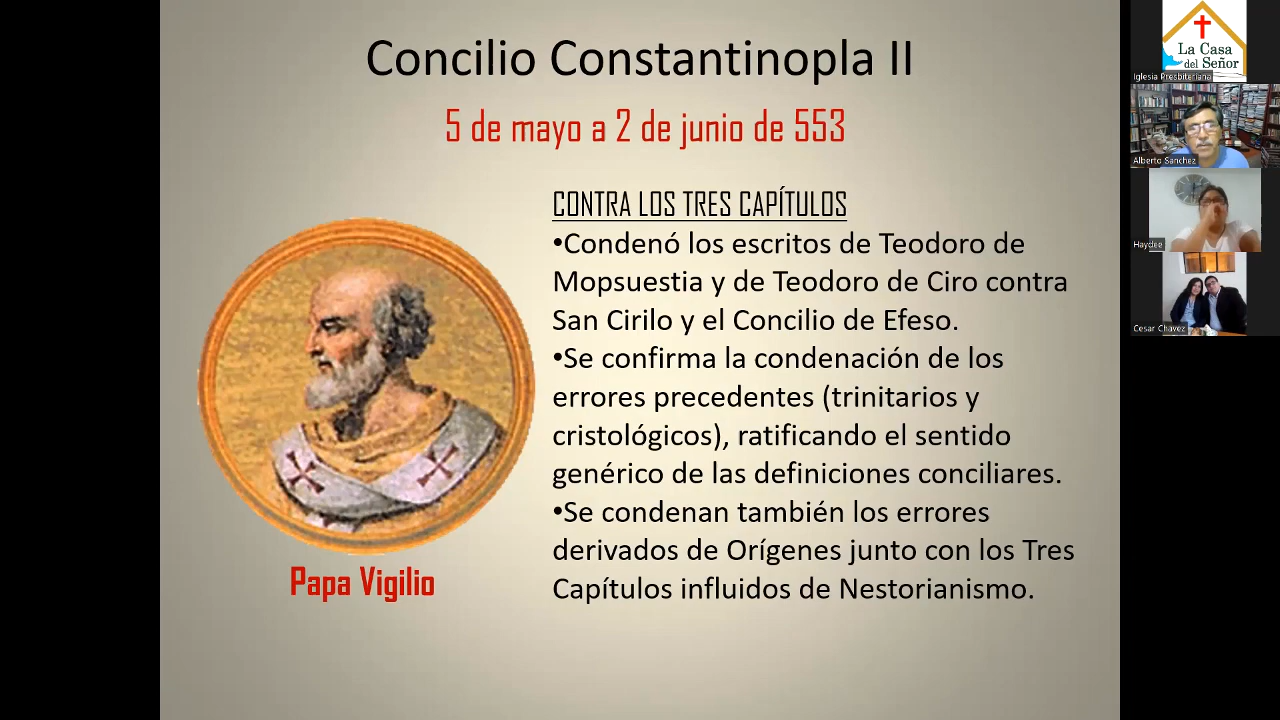 Concilio Constantinopla II
5 de mayo a 2 de junio de 553
CONTRA LOS TRES CAPÍTULOS
•Condenó los escritos de Teodoro de
Mopsuestia y de Teodoro de Ciro contra
San Cirilo y el Concilio de Efeso.
•Se confirma la condenación de los
errores precedentes (trinitarios y
cristológicos), ratificando el sentido
genérico de las definiciones conciliares.
•Se condenan también los errores
derivados de Orígenes junto con los Tres
Capítulos influidos de Nestorianismo.
Papa Vigilio
La Casa
del Señor
Iglesia Presbiteriana
Alberto Sanchez
Haydee
Cesar Chavez